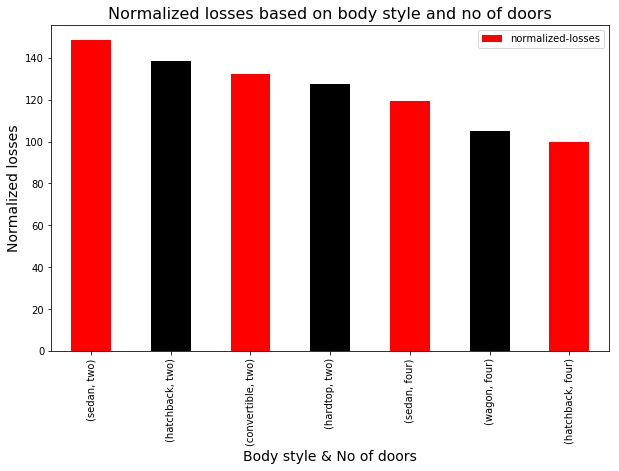 Normalized losses based on body style and no of doors
normalized-losses
Normalized losses
140
120
100
80
60
40
20
0
(sedan, two)
(hatchback, two)
(convertible, two)
(hardtop, two)
(sedan, four)
(wagon, four)
(hatchback, four)
Body style & No of doors